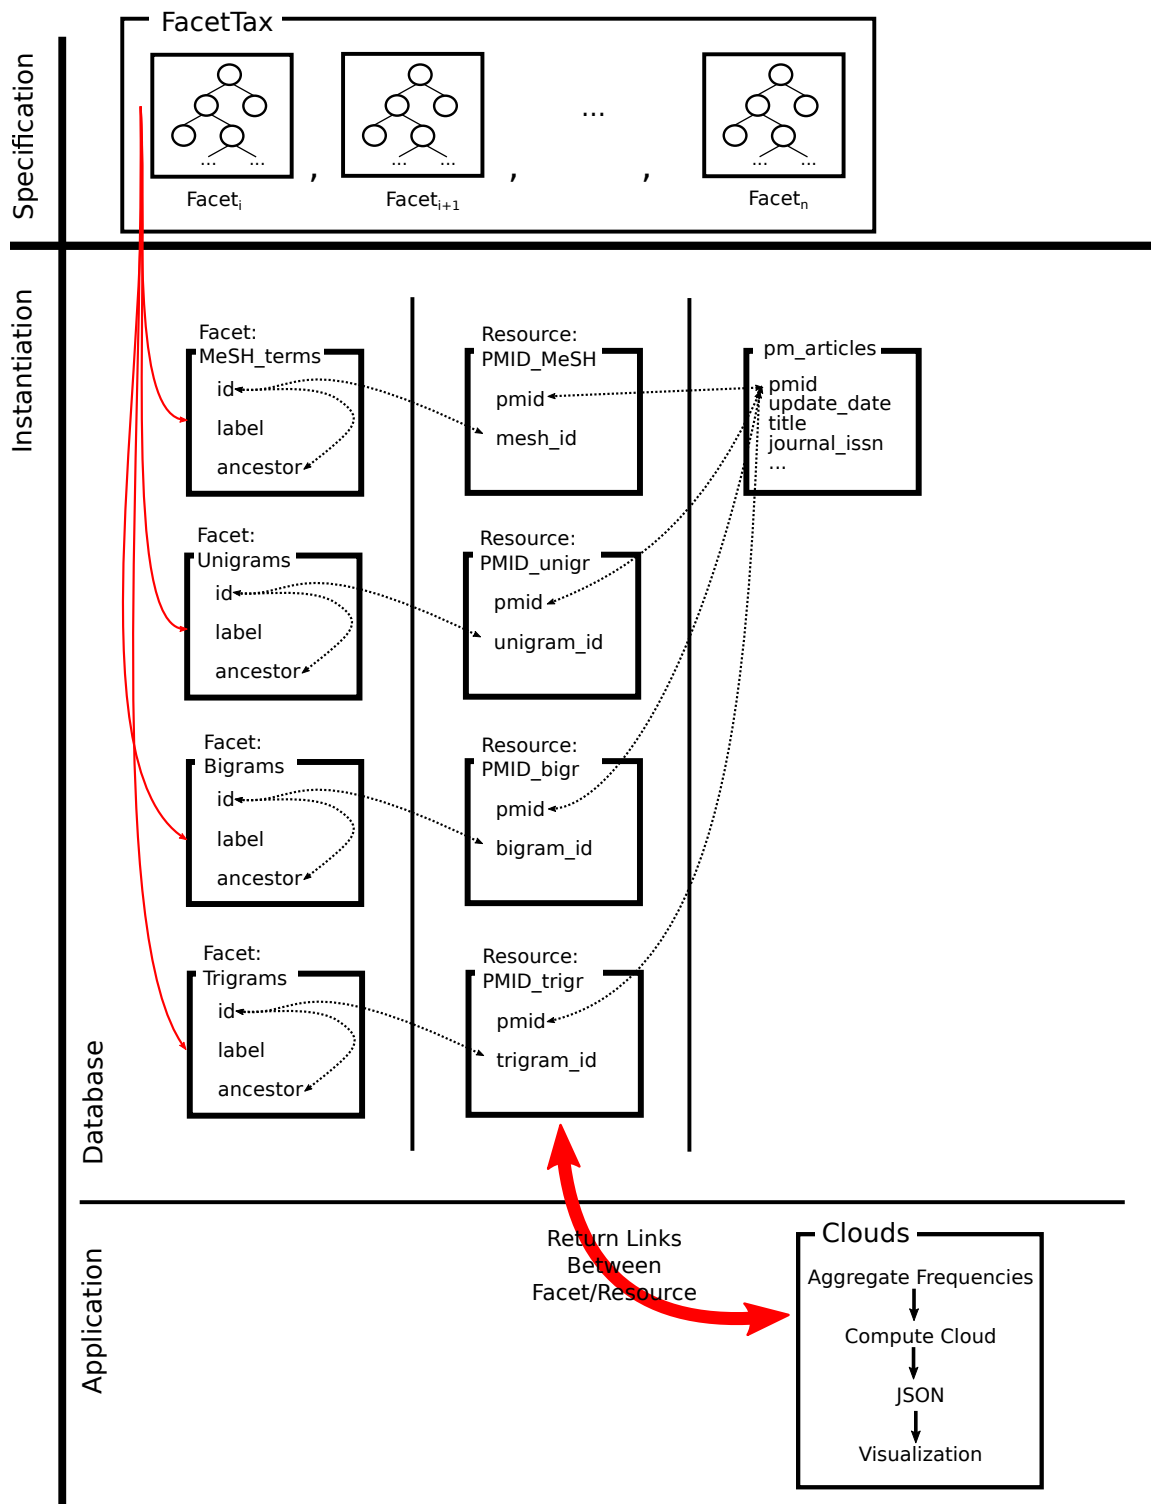 FacetTax
Specification
... ...
... ...
...
... ...
, , ,
Facet_i
Facet_i+1
Facet_n
Instantiation
Facet:
MeSH_terms
id
label
ancestor
Resource:
PMID_MeSH
pmid
mesh_id
pm_articles
pmid
update_date
title
journal_issn
...
Facet:
Unigrams
id
label
ancestor
Resource:
PMID_unigr
pmid
unigram_id
Facet:
Bigrams
id
label
ancestor
Resource:
PMID_bigr
pmid
bigram_id
Facet:
Trigrams
id
label
ancestor
Resource:
PMID_trigr
pmid
trigram_id
Database
Application
Return Links
Between
Facet/Resource
Clouds
Aggregate Frequencies
Compute Cloud
JSON
Visualization